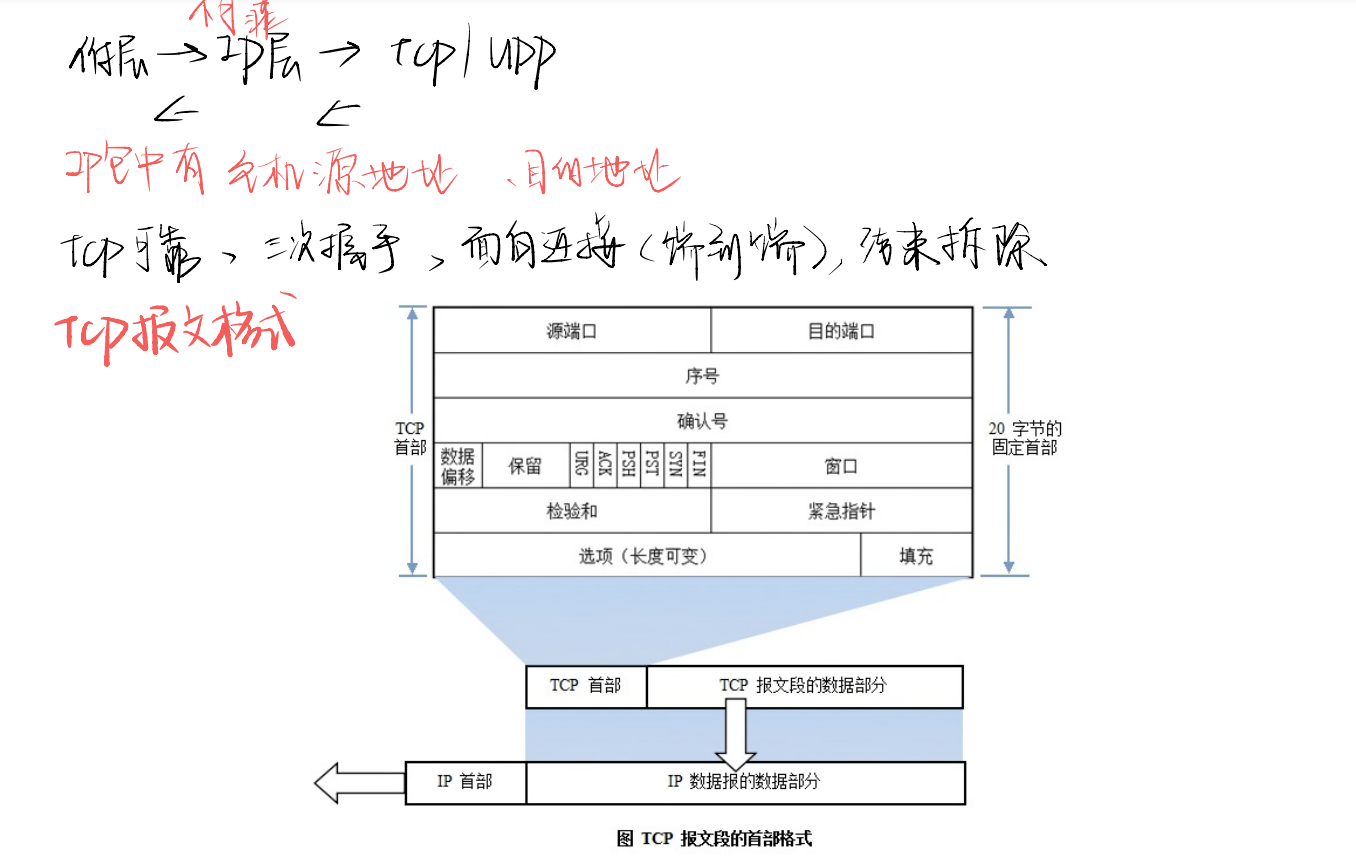 不可靠
低层→IP层→ TCP/UDP
← ←
IP包中有 主机源地址、目的地址
TCP可靠、三次握手,面向连接(端到端),结束拆除
TCP报文格式
源端口 目的端口
序号
确认号
TCP 首部
20 字节的固定首部
数据偏移 保留 URG ACK PSH PST SYN FIN 窗口
检验和 紧急指针
选项(长度可变) 填充
TCP 首部 TCP 报文段的数据部分
IP 首部 IP 数据报的数据部分
图 TCP 报文段的首部格式